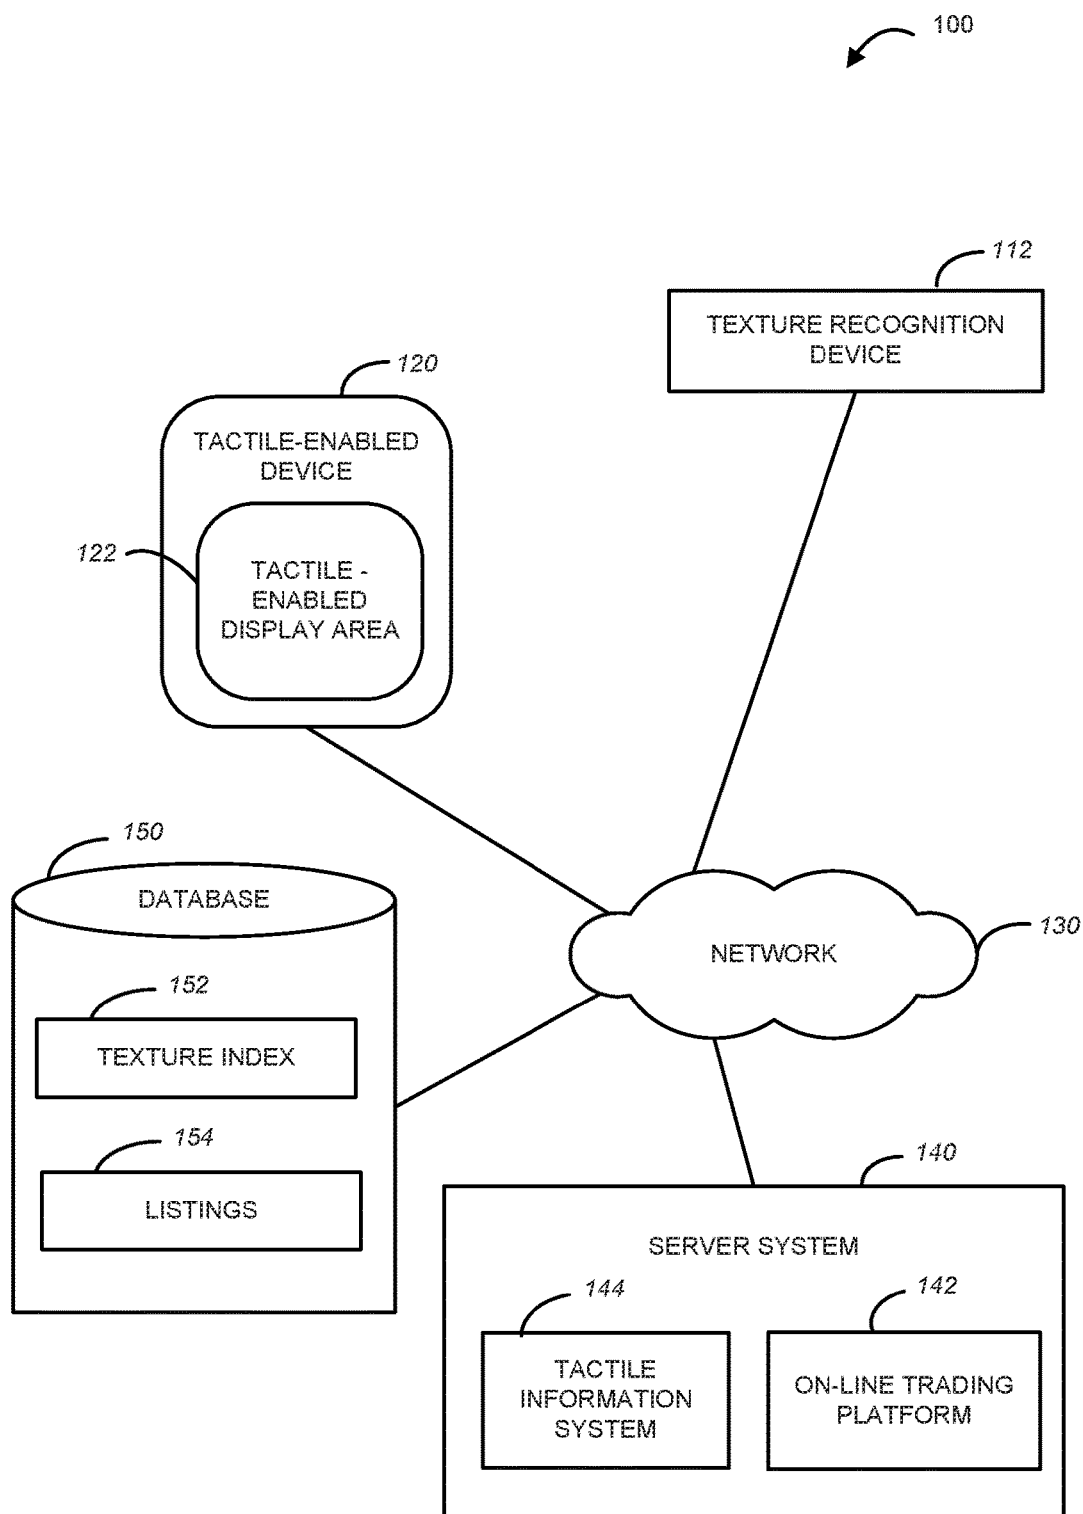 100
112
TEXTURE RECOGNITION
DEVICE
120
TACTILE-ENABLED
DEVICE
122
TACTILE -
ENABLED
DISPLAY AREA
150
DATABASE
130
NETWORK
152
TEXTURE INDEX
154
LISTINGS
140
SERVER SYSTEM
144
TACTILE
INFORMATION
SYSTEM
142
ON-LINE TRADING
PLATFORM